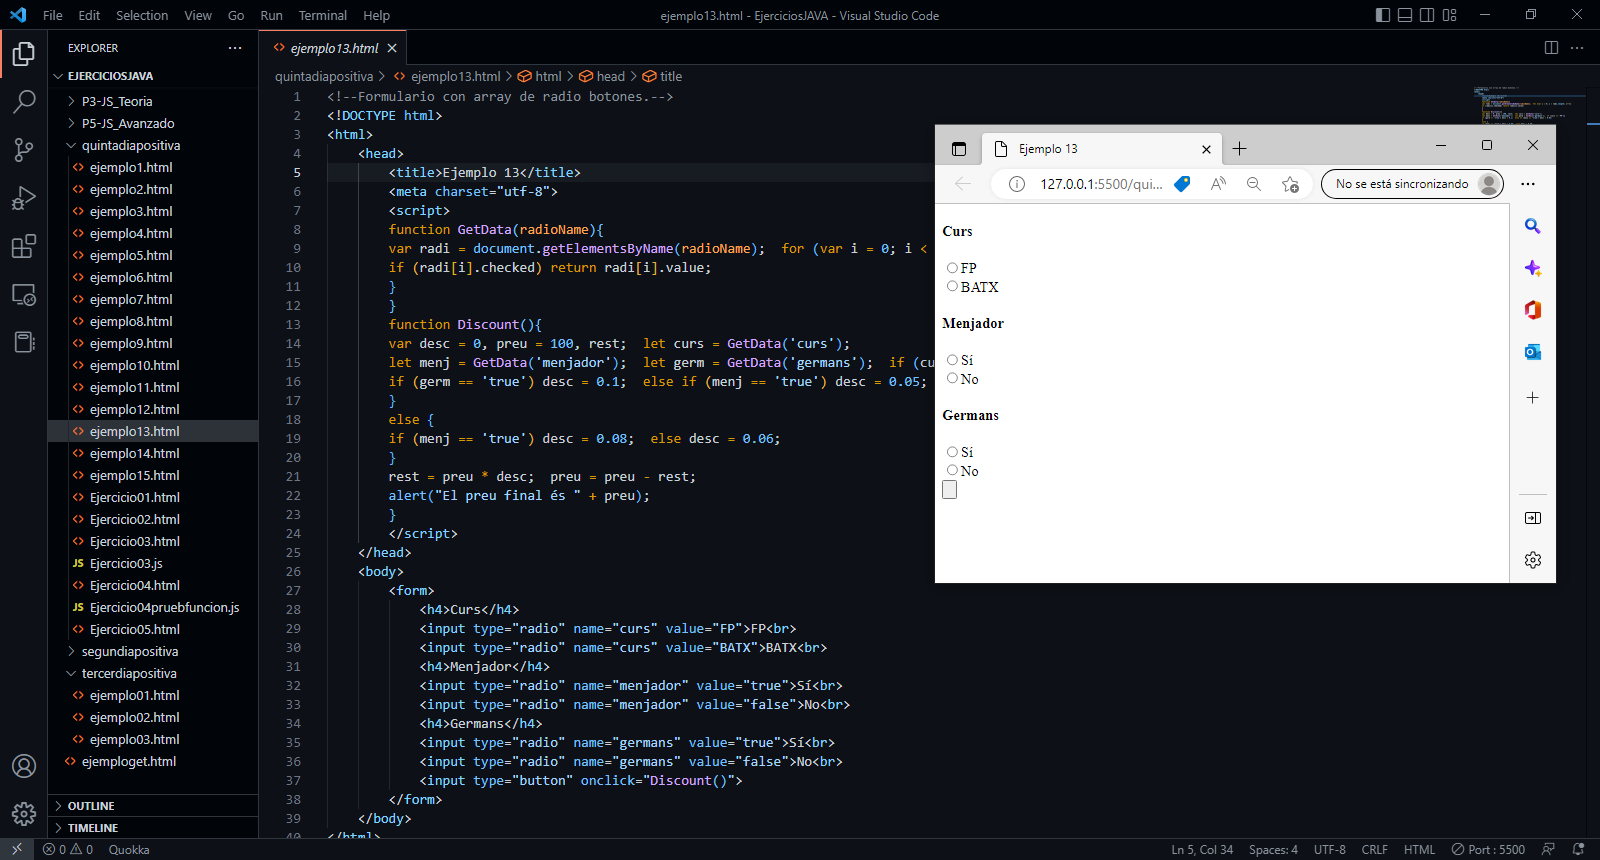 File Edit Selection View Go Run Terminal Help
ejemplo13.html - EjerciciosJAVA - Visual Studio Code
EXPLORER
EJERCICIOSJAVA
P3-JS_Teoria
P5-JS_Avanzado
quintadiapositiva
ejemplo1.html
ejemplo2.html
ejemplo3.html
ejemplo4.html
ejemplo5.html
ejemplo6.html
ejemplo7.html
ejemplo8.html
ejemplo9.html
ejemplo10.html
ejemplo11.html
ejemplo12.html
ejemplo13.html
ejemplo14.html
ejemplo15.html
Ejercicio01.html
Ejercicio02.html
Ejercicio03.html
JS Ejercicio03.js
Ejercicio04.html
JS Ejercicio04pruebfuncion.js
Ejercicio05.html
segundiapositiva
tercerdiapositiva
ejemplo01.html
ejemplo02.html
ejemplo03.html
ejemploget.html
OUTLINE
TIMELINE
ejemplo13.html
quintadiapositiva > ejemplo13.html > html > head > title
1 <!--Formulario con array de radio botones.-->
2 <!DOCTYPE html>
3 <html>
4 <head>
5 <title>Ejemplo 13</title>
6 <meta charset="utf-8">
7 <script>
8 function GetData(radioName){
9 var radi = document.getElementsByName(radioName);  for (var i = 0; i <
10 if (radi[i].checked) return radi[i].value;
11 }
12 }
13 function Discount(){
14 var desc = 0, preu = 100, rest;  let curs = GetData('curs');
15 let menj = GetData('menjador');  let germ = GetData('germans');  if (cu
16 if (germ == 'true') desc = 0.1;  else if (menj == 'true') desc = 0.05;
17 }
18 else {
19 if (menj == 'true') desc = 0.08;  else desc = 0.06;
20 }
21 rest = preu * desc;  preu = preu - rest;
22 alert("El preu final és " + preu);
23 }
24 </script>
25 </head>
26 <body>
27 <form>
28 <h4>Curs</h4>
29 <input type="radio" name="curs" value="FP">FP<br>
30 <input type="radio" name="curs" value="BATX">BATX<br>
31 <h4>Menjador</h4>
32 <input type="radio" name="menjador" value="true">Sí<br>
33 <input type="radio" name="menjador" value="false">No<br>
34 <h4>Germans</h4>
35 <input type="radio" name="germans" value="true">Sí<br>
36 <input type="radio" name="germans" value="false">No<br>
37 <input type="button" onclick="Discount()">
38 </form>
39 </body>
40 </html>
Ejemplo 13
127.0.0.1:5500/qui...
No se está sincronizando
Curs
FP
BATX
Menjador
Sí
No
Germans
Sí
No
0 0 Quokka
Ln 5, Col 34 Spaces: 4 UTF-8 CRLF HTML Port : 5500